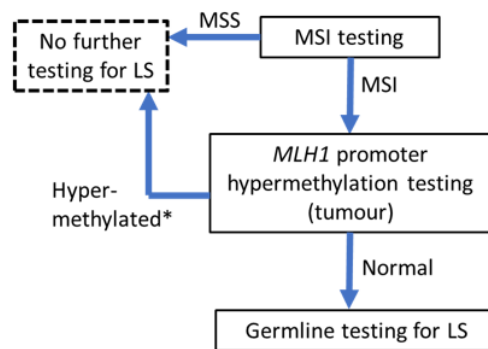 MSS
No further
testing for LS
MSI testing
MSI
MLH1 promoter
hypermethylation testing
(tumour)
Hyper-
methylated*
Normal
Germline testing for LS